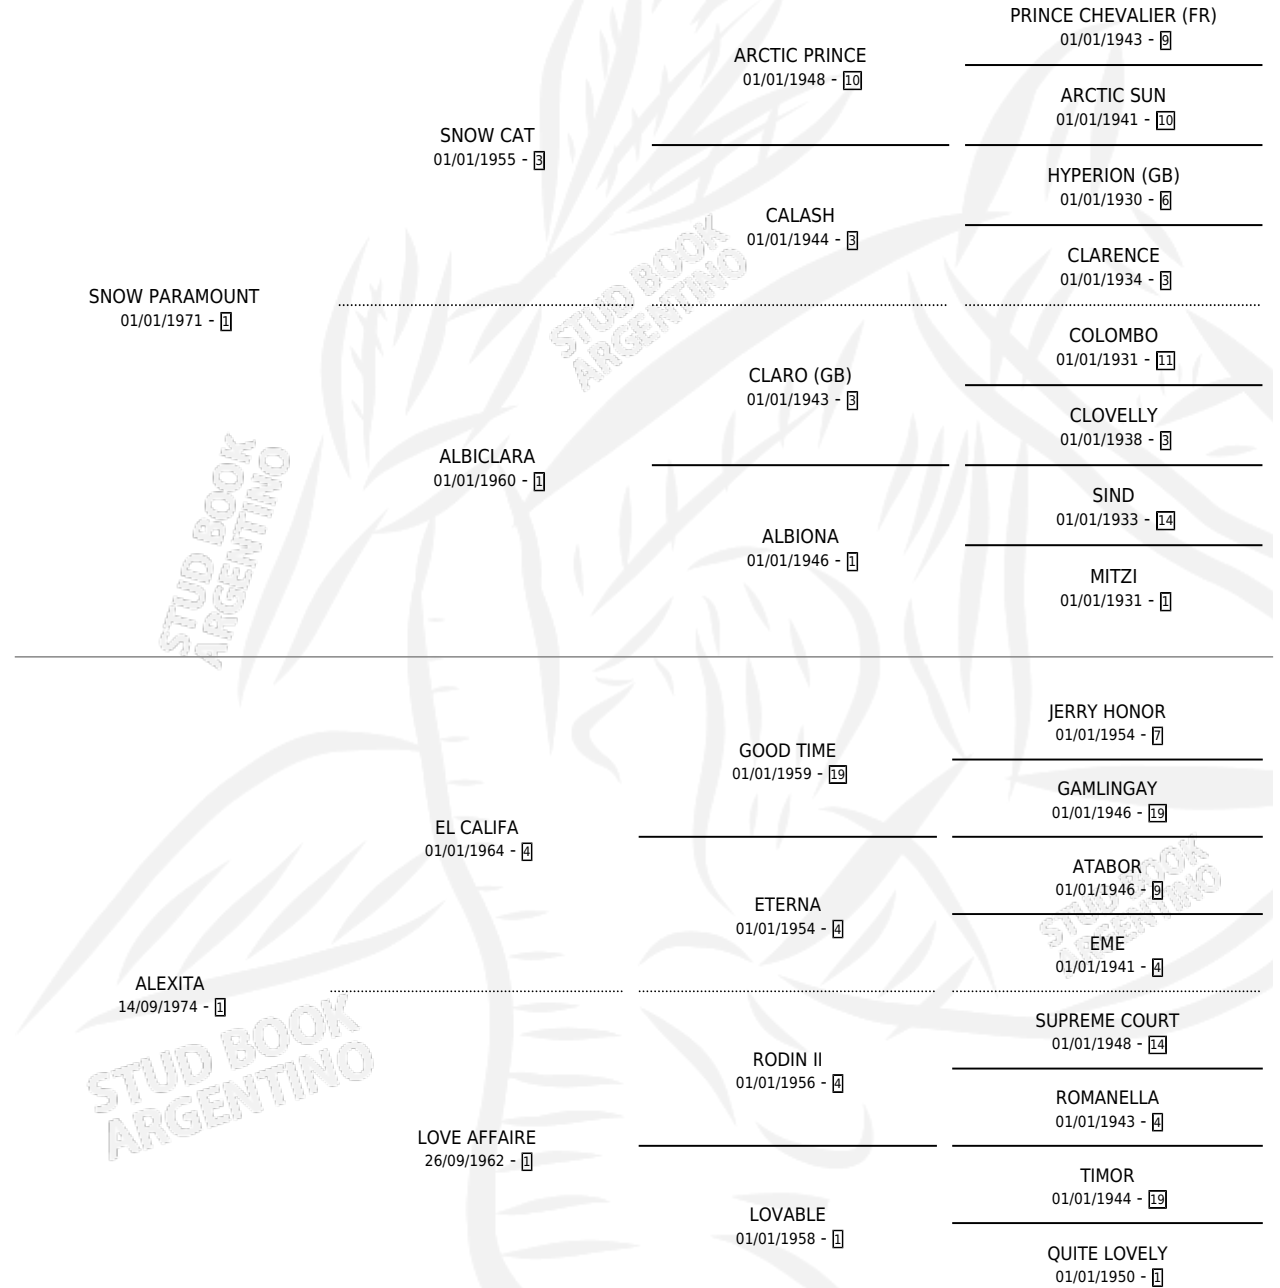 PRINCE CHEVALIER (FR)
01/01/1943 - 9
ARCTIC PRINCE
01/01/1948 - 10
ARCTIC SUN
01/01/1941 - 10
SNOW CAT
01/01/1955 - 3
HYPERION (GB)
01/01/1930 - 6
CALASH
01/01/1944 - 3
CLARENCE
01/01/1934 - 3
SNOW PARAMOUNT
01/01/1971 - 1
COLOMBO
01/01/1931 - 11
CLARO (GB)
01/01/1943 - 3
CLOVELLY
01/01/1938 - 3
ALBICLARA
01/01/1960 - 1
SIND
01/01/1933 - 14
ALBIONA
01/01/1946 - 1
MITZI
01/01/1931 - 1
JERRY HONOR
01/01/1954 - 7
GOOD TIME
01/01/1959 - 19
GAMLINGAY
01/01/1946 - 19
EL CALIFA
01/01/1964 - 4
ATABOR
01/01/1946 - 9
ETERNA
01/01/1954 - 4
EME
01/01/1941 - 4
ALEXITA
14/09/1974 - 1
SUPREME COURT
01/01/1948 - 14
RODIN II
01/01/1956 - 4
ROMANELLA
01/01/1943 - 4
LOVE AFFAIRE
26/09/1962 - 1
TIMOR
01/01/1944 - 19
LOVABLE
01/01/1958 - 1
QUITE LOVELY
01/01/1950 - 1
STUD BOOK
ARGENTINO
STUD BOOK
ARGENTINO
STUD BOOK
ARGENTINO
STUD BOOK
ARGENTINO